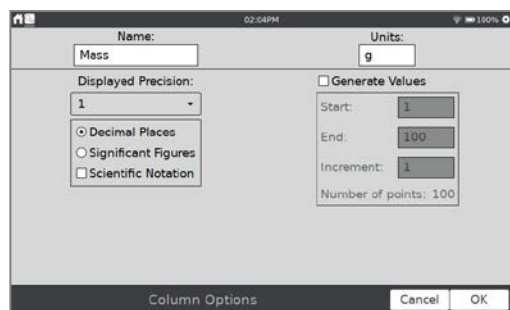 02:04PM
100%
Name:
Units:
Mass
g
Displayed Precision:
Generate Values
1
Start:
1
Decimal Places
End:
100
Significant Figures
Increment:
1
Scientific Notation
Number of points: 100
Column Options
Cancel
OK